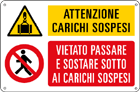 ATTENZIONE
CARICHI SOSPESI
VIETATO PASSARE
E SOSTARE SOTTO
AI CARICHI SOSPESI